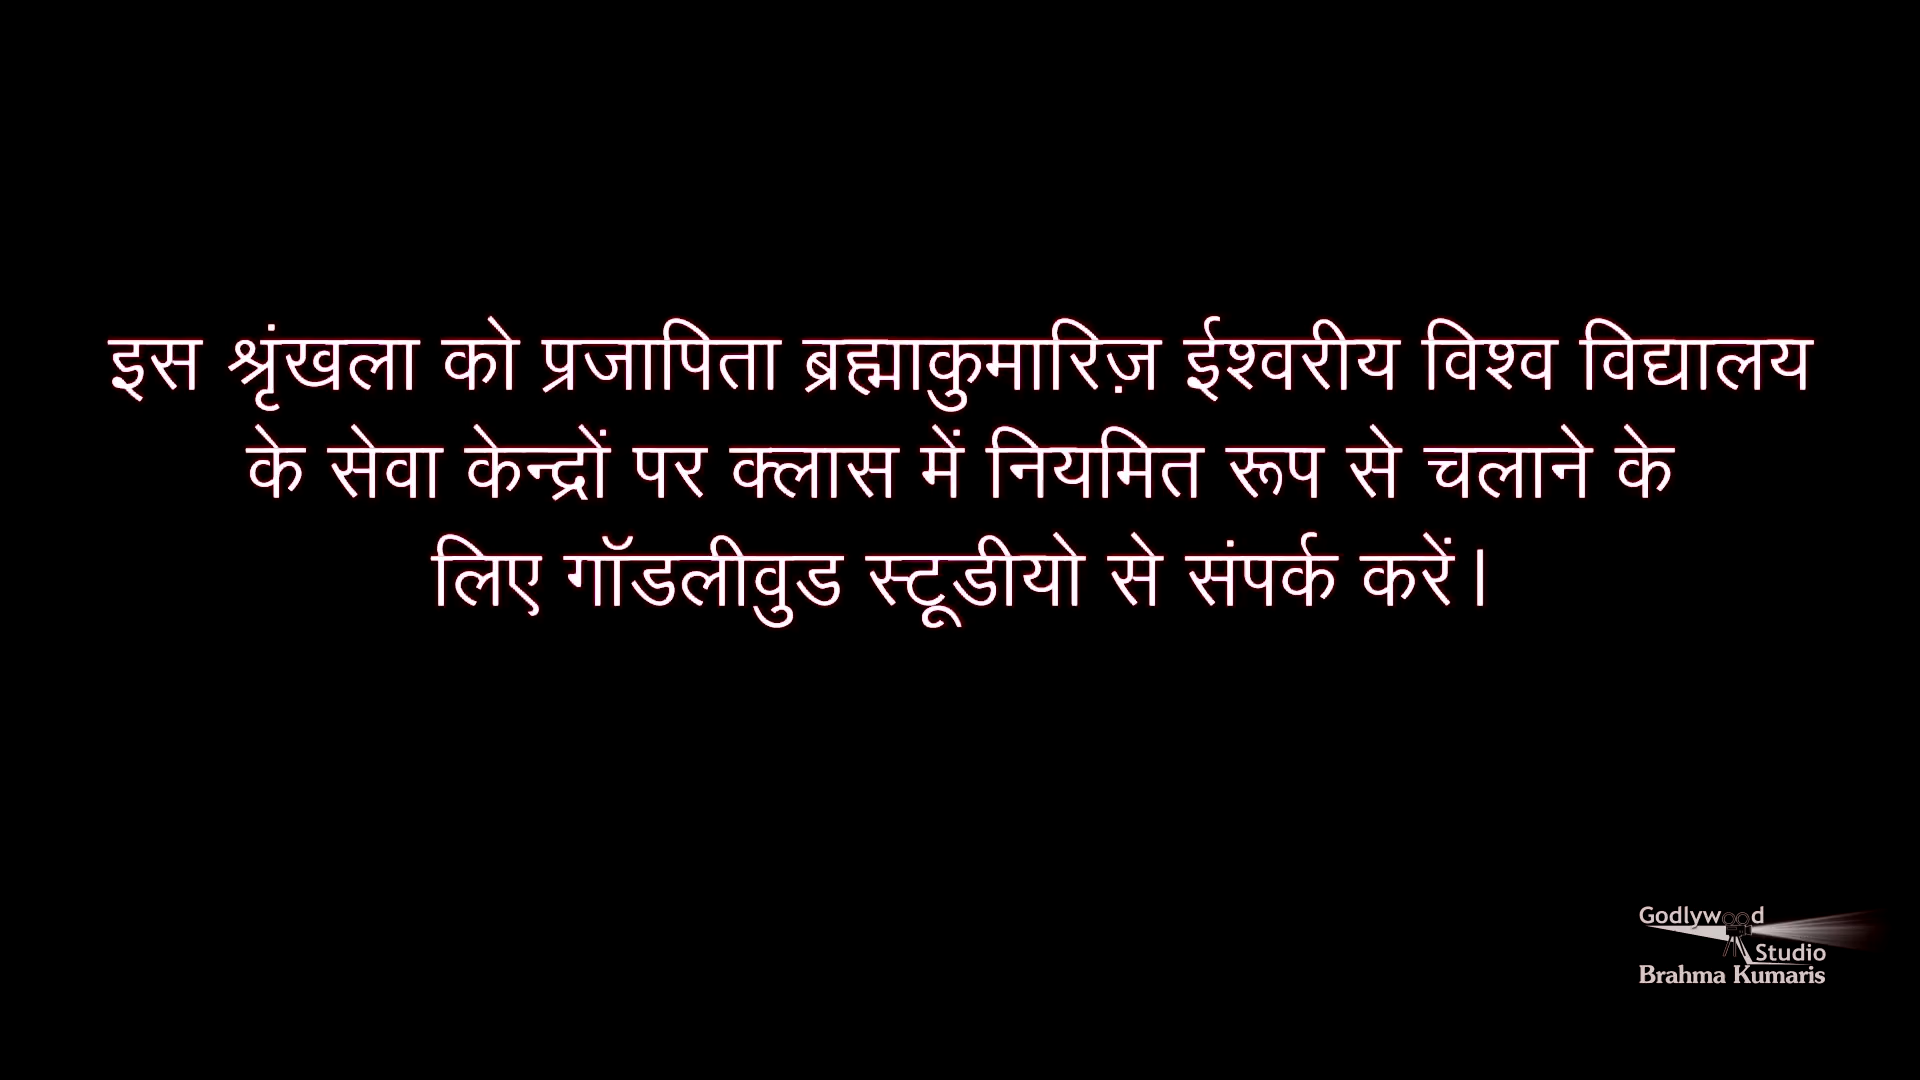 इस श्रृंखला को प्रजापिता ब्रह्माकुमारिज़ ईश्वरीय विश्व विद्यालय
के सेवा केन्द्रों पर क्लास में नियमित रूप से चलाने के
लिए गॉडलीवुड स्टूडीयो से संपर्क करें।
Godlywood
Studio
Brahma Kumaris